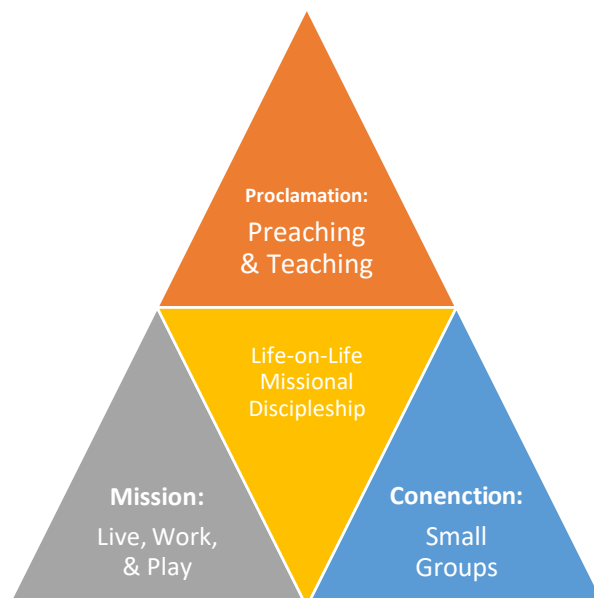 Proclamation:
Preaching
& Teaching
Life-on-Life
Missional
Discipleship
Mission:
Live, Work,
& Play
Conenction:
Small
Groups